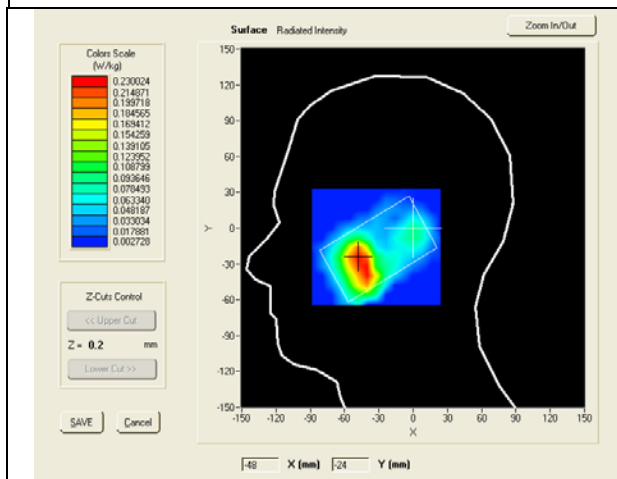 Surface Radiated Intensity
Zoom In/Out
Colors Scale
(W/kg)
0.230024
0.214871
0.199718
0.184565
0.169412
0.154259
0.139105
0.123952
0.108799
0.093646
0.078493
0.063340
0.048187
0.033034
0.017881
0.002728
Z-Cuts Control
<< Upper Cut
Z = 0.2 mm
Lower Cut >>
SAVE Cancel
150-
120-
90-
60-
30-
Y 0-
-30-
-60-
-90-
-120-
-150-
-150 -120 -90 -60 -30 0 30 60 90 120 150
X
-48 X (mm) -24 Y (mm)